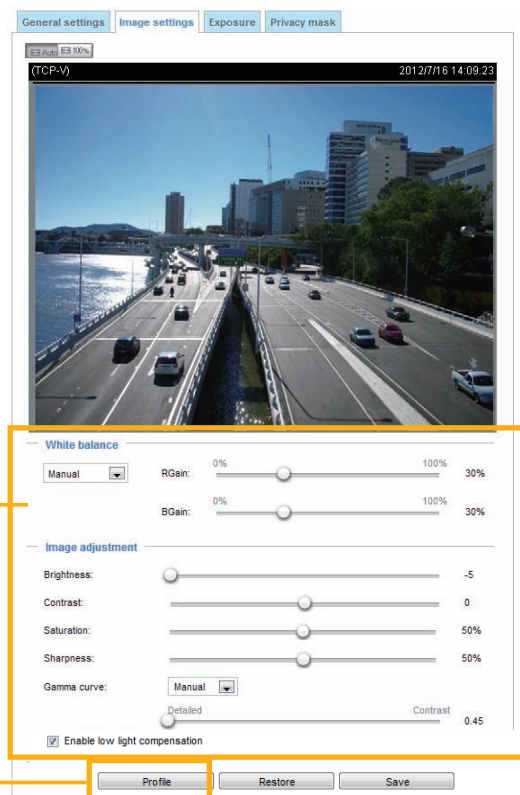 General settings Image settings Exposure Privacy mask
Auto 100%
(TCP-V) 2012/7/16 14:09:23
White balance
0% 100%
Manual RGain: 30%
0% 100%
BGain: 30%
Image adjustment
Brightness: -5
Contrast: 0
Saturation: 50%
Sharpness: 50%
Gamma curve: Manual
Detailed Contrast
0.45
Enable low light compensation
Profile Restore Save